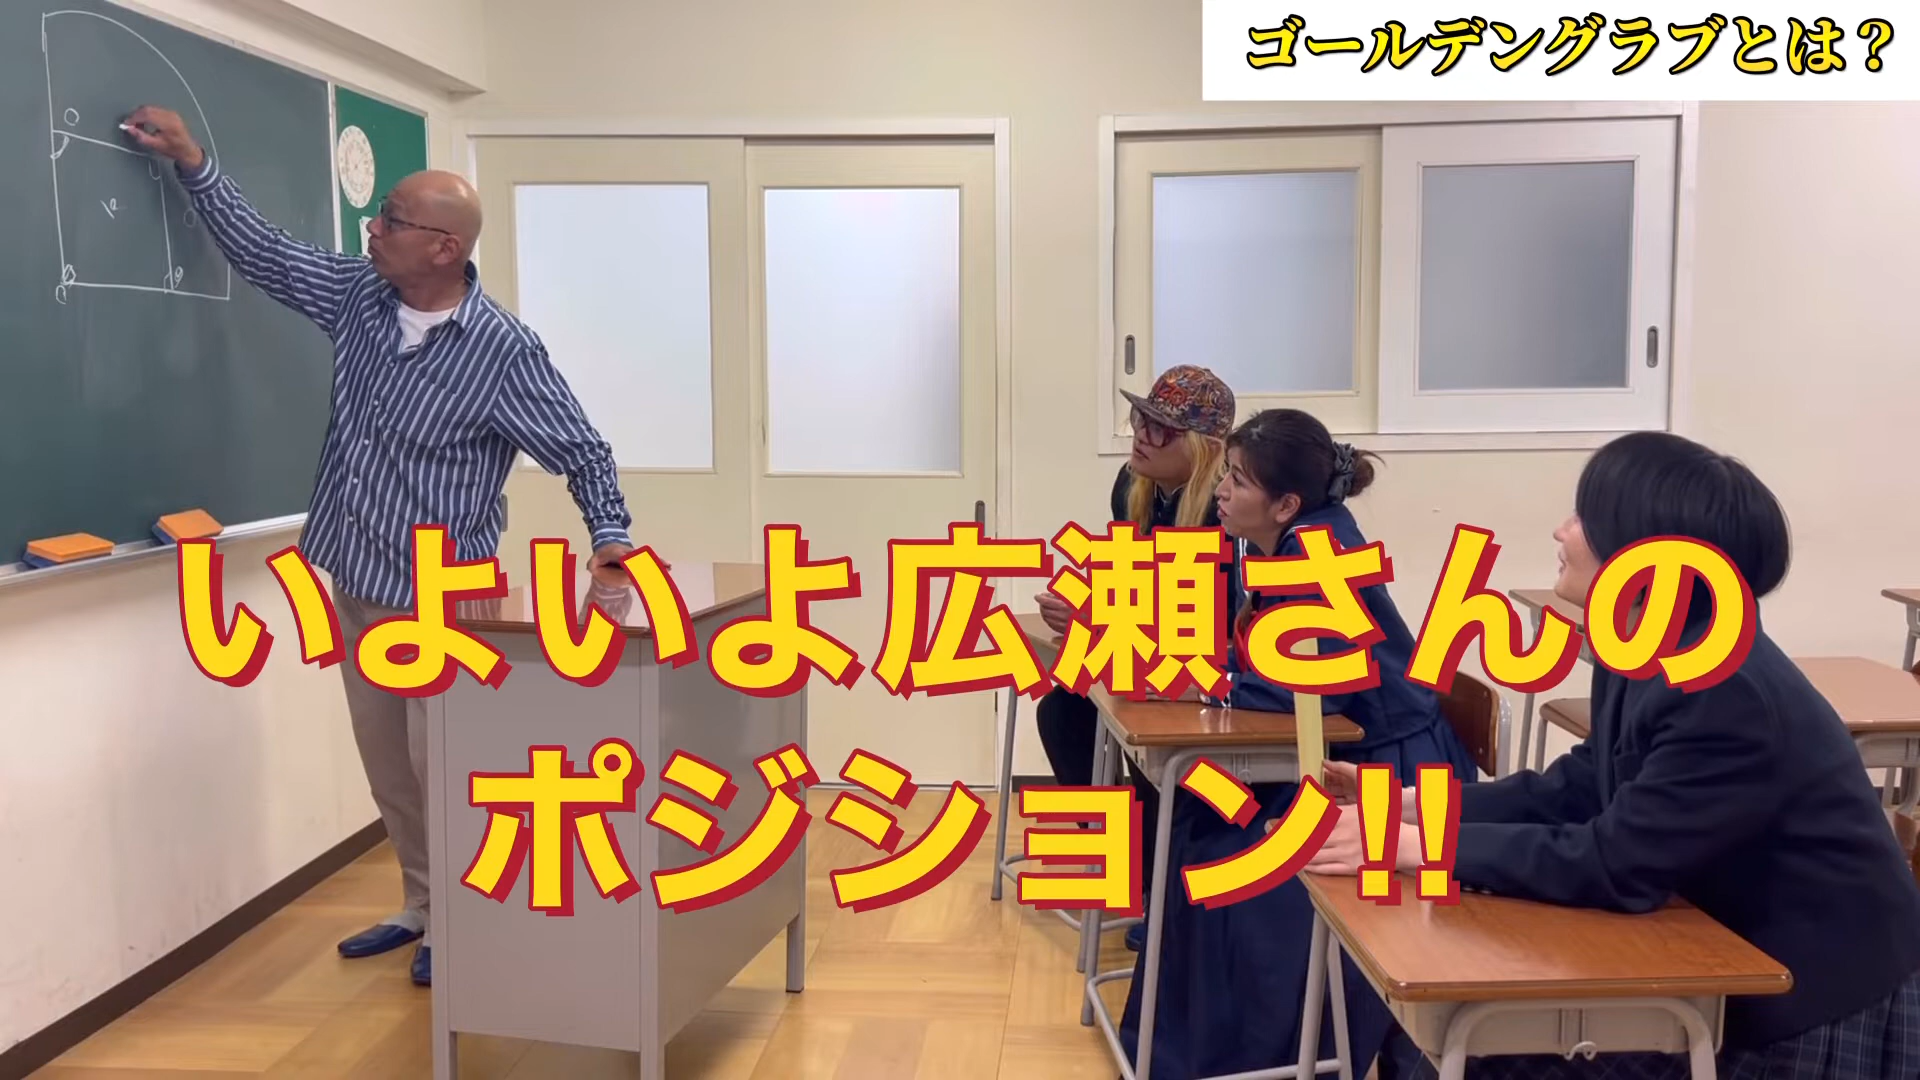 ゴールデングラブとは？
いよいよ広瀬さんの
ポジション!!